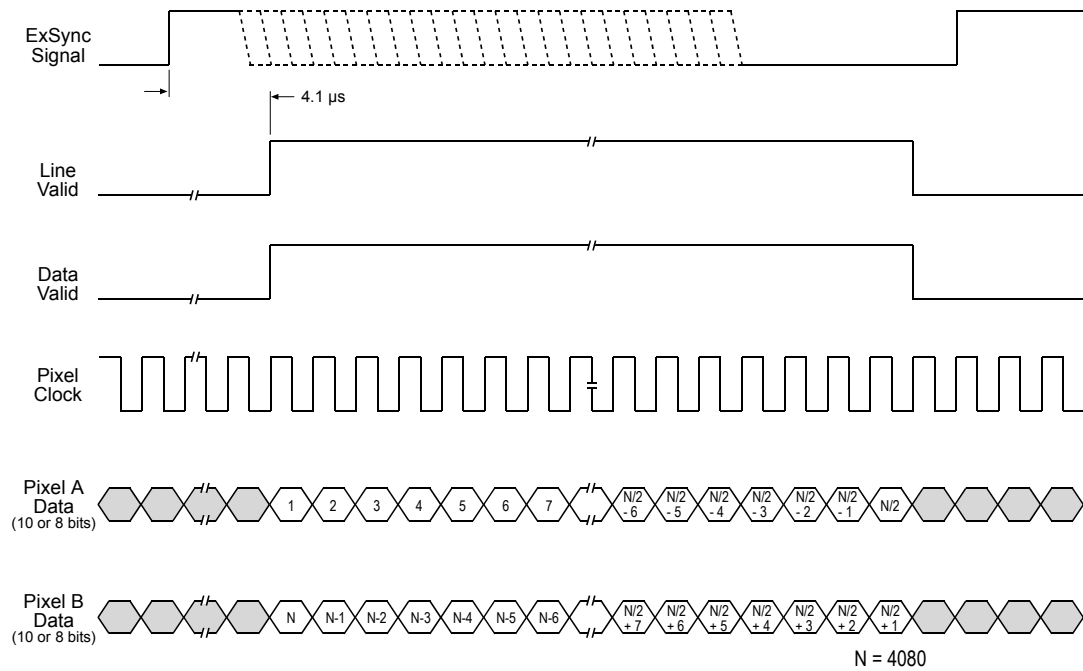 ExSync
Signal
4.1 µs
Line
Valid
Data
Valid
Pixel
Clock
Pixel A
Data
(10 or 8 bits)
1 2 3 4 5 6 7 N/2 - 6 N/2 - 5 N/2 - 4 N/2 - 3 N/2 - 2 N/2 - 1 N/2
Pixel B
Data
(10 or 8 bits)
N N-1 N-2 N-3 N-4 N-5 N-6 N/2 + 7 N/2 + 6 N/2 + 5 N/2 + 4 N/2 + 3 N/2 + 2 N/2 + 1
N = 4080